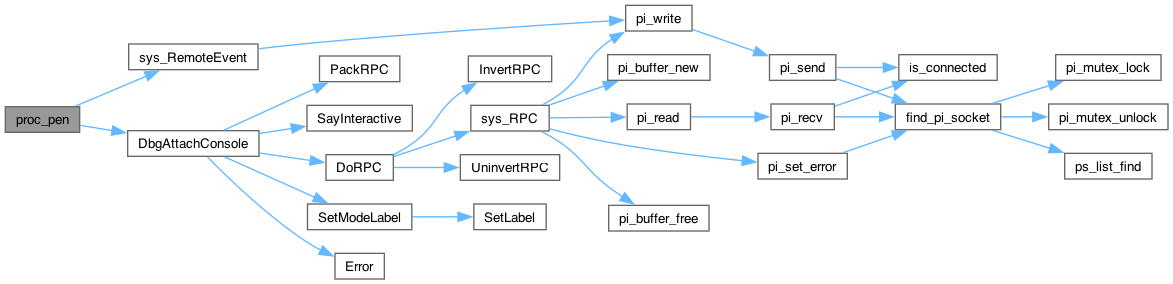 proc_pen
sys_RemoteEvent
DbgAttachConsole
PackRPC
SayInteractive
DoRPC
SetModeLabel
Error
InvertRPC
sys_RPC
UninvertRPC
SetLabel
pi_write
pi_buffer_new
pi_read
pi_set_error
pi_buffer_free
pi_send
pi_recv
is_connected
find_pi_socket
pi_mutex_lock
pi_mutex_unlock
ps_list_find